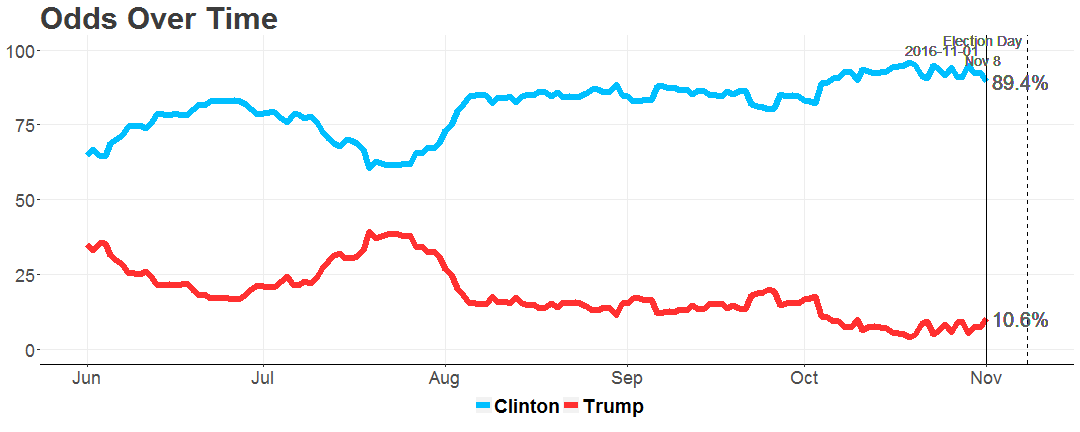 Odds Over Time
Election Day
2016-11-01
Nov 8
100
89.4%
75
50
25
10.6%
0
Jun Jul Aug Sep Oct Nov
Clinton Trump